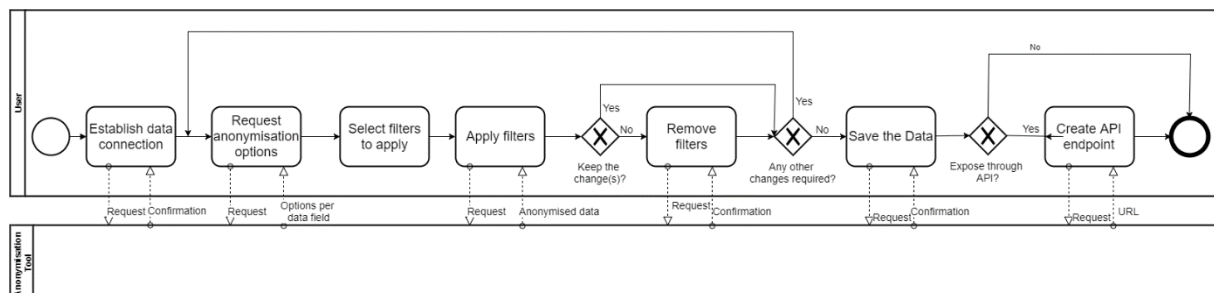 User
Establish data
connection
Request
anonymisation
options
Select filters
to apply
Apply filters
Yes
No
Keep the
change(s)?
Remove
filters
Yes
No
Any other
changes required?
Save the Data
Expose through
API?
No
Yes
Create API
endpoint
Request
Confirmation
Request
Options per
data field
Request
Anonymised data
Request
Confirmation
Request
Confirmation
Request
URL
Anonymisation
Tool